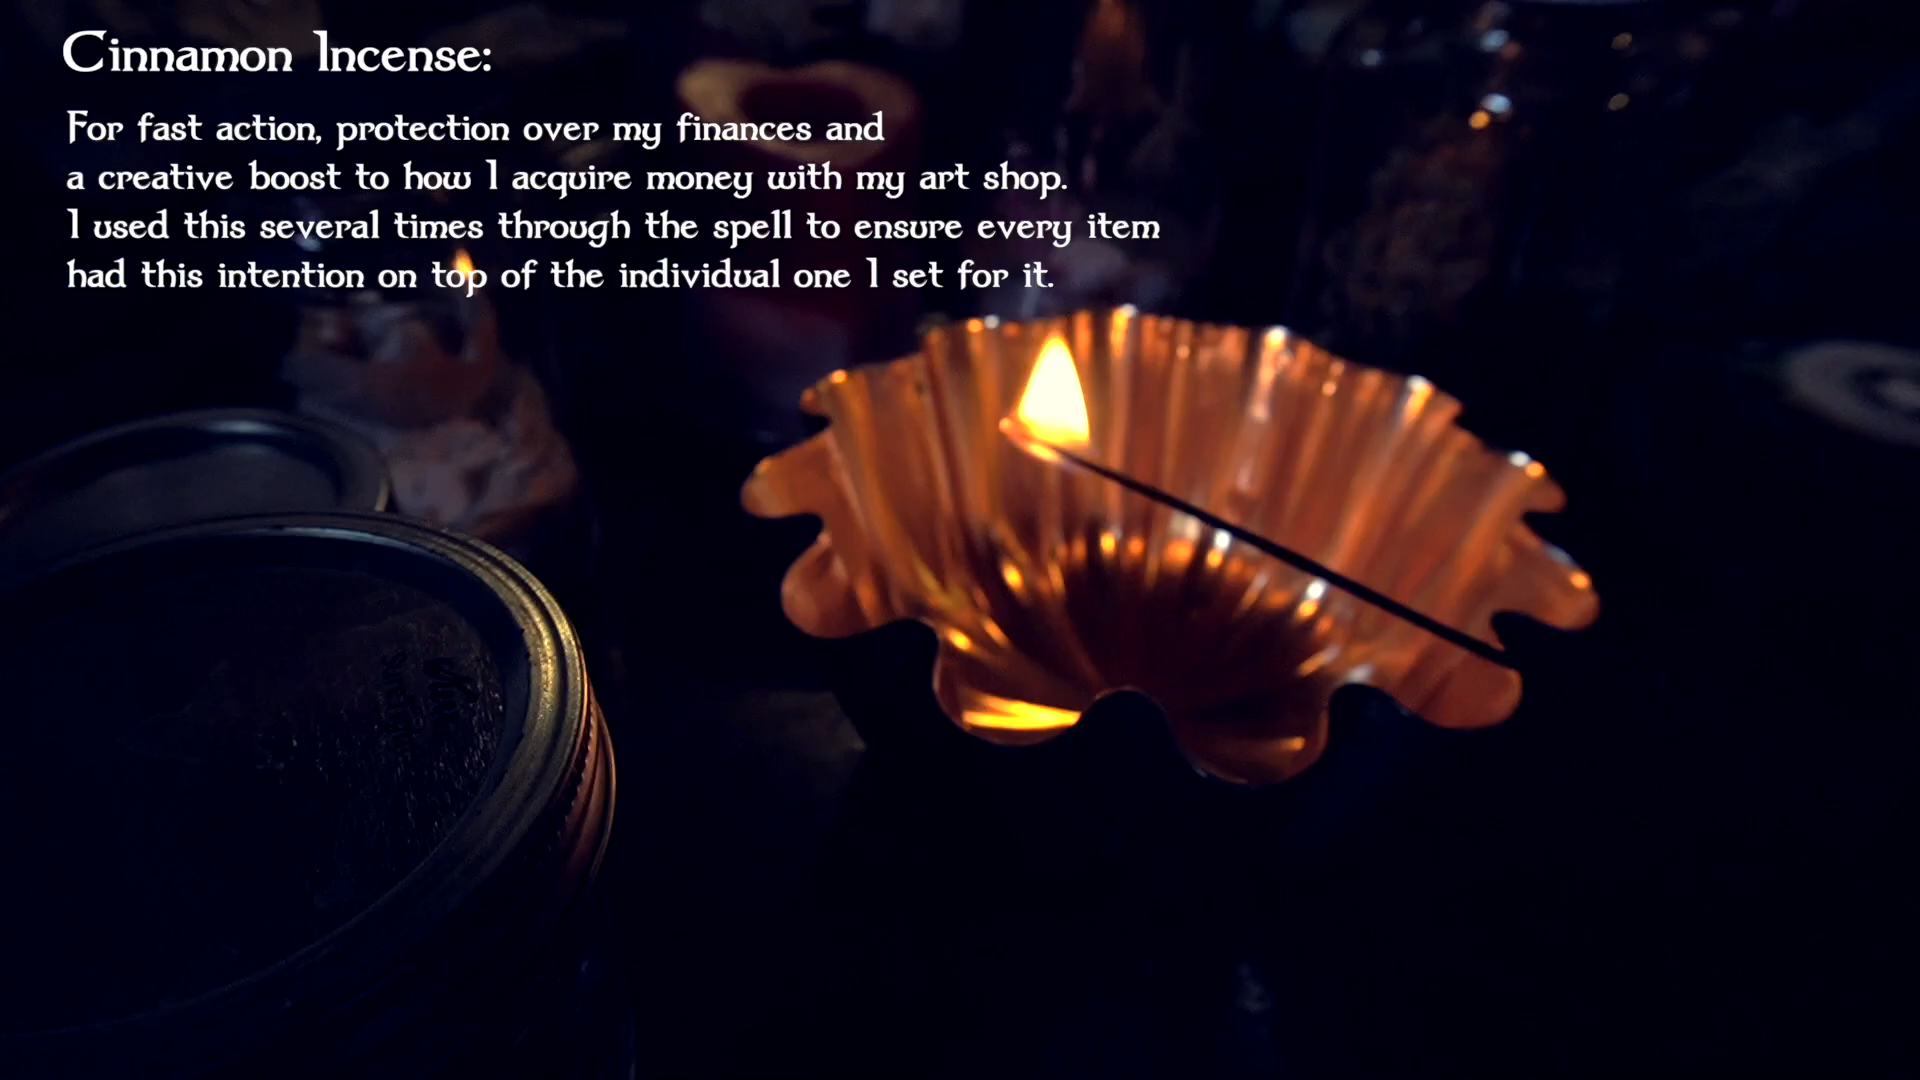 Cinnamon Incense:
For fast action, protection over my finances and
a creative boost to how I acquire money with my art shop.
I used this several times through the spell to ensure every item
had this intention on top of the individual one I set for it.